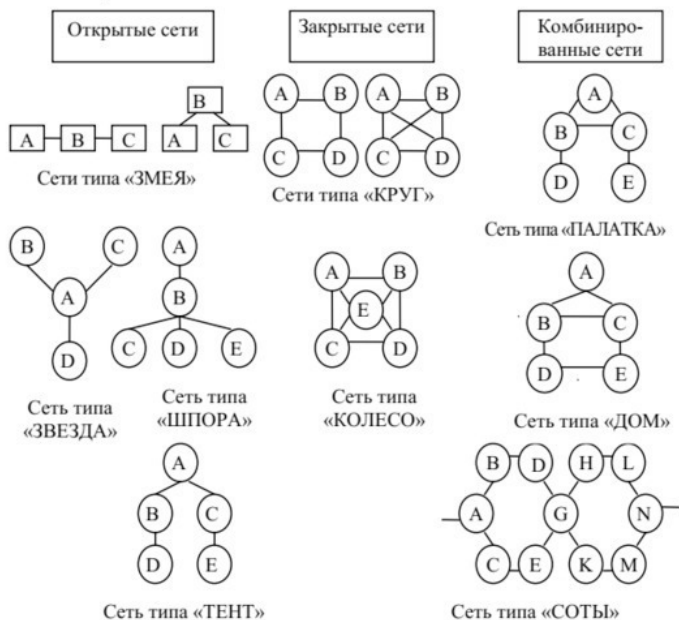 Открытые сети
Закрытые сети
Комбиниро-
ванные сети
A B C
B
A C
A B
C D
A B
C D
A
B C
D E
Сети типа «ЗМЕЯ»
Сети типа «КРУГ»
Сеть типа «ПАЛАТКА»
B C
A
D
A
B
C D E
A B
E
C D
A
B C
D E
Сеть типа
«ЗВЕЗДА»
Сеть типа
«ШПОРА»
Сеть типа
«КОЛЕСО»
Сеть типа «ДОМ»
A
B C
D E
B D H L
A G N
C E K M
Сеть типа «ТЕНТ»
Сеть типа «СОТЫ»